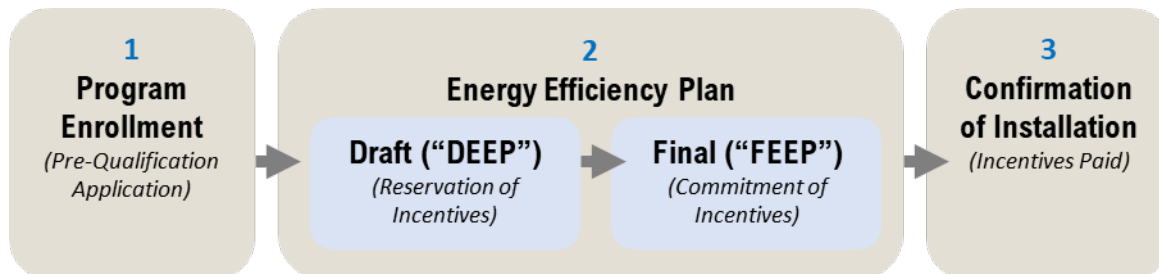 1
Program
Enrollment
(Pre-Qualification
Application)
2
Energy Efficiency Plan
Draft (“DEEP”)
(Reservation of
Incentives)
Final (“FEEP”)
(Commitment of
Incentives)
3
Confirmation
of Installation
(Incentives Paid)